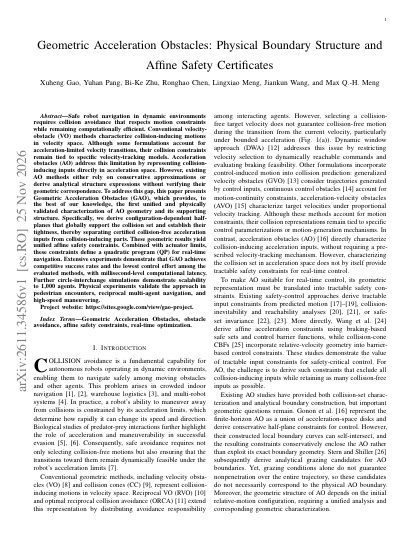 1
Geometric Acceleration Obstacles: Physical Boundary Structure and
Affine Safety Certificates
Xuheng Gao, Yuhan Pang, Bi-Ke Zhu, Ronghao Chen, Lingxiao Meng, Jiankun Wang, and Max Q.-H. Meng
arXiv:2611.34586v1 [cs.RO] 25 Nov 2026
Abstract—Safe robot navigation in dynamic environments
requires collision avoidance that respects motion constraints
while remaining computationally efficient. Conventional velocity-
obstacle (VO) methods characterize collision-inducing motions
in velocity space. Although some formulations account for
acceleration-limited velocity transitions, their collision constraints
remain tied to specific velocity-tracking models. Acceleration
obstacles (AO) address this limitation by representing collision-
inducing inputs directly in acceleration space. However, existing
AO methods either rely on conservative approximations or
derive analytical structure expressions without verifying their
geometric correspondence. To address this gap, this paper presents
Geometric Acceleration Obstacles (GAO), which provides, to the
best of our knowledge, the first unified and physically
validated characterization of AO geometry and its supporting
structure. Specifically, we derive configuration-dependent half-
planes that globally support the collision set and establish their
tightness, thereby separating certified collision-free acceleration
inputs from collision-inducing parts. These geometric results yield
unified affine safety constraints. Combined with actuator limits,
these constraints define a quadratic program (QP) for real-time
navigation. Extensive experiments demonstrate that GAO achieves
competitive success rates and the lowest control effort among the
evaluated methods, with millisecond-level computational latency.
Further circle-interchange simulations demonstrate scalability
to 1000 agents. Physical experiments validate the approach in
pedestrian encounters, reciprocal multi-agent navigation, and
high-speed maneuvering.
Project website: https://sites.google.com/view/gao-project.
Index Terms—Geometric Acceleration Obstacles, obstacle
avoidance, affine safety constraints, real-time optimization.
I. INTRODUCTION
COLLISION avoidance is a fundamental capability for
autonomous robots operating in dynamic environments,
enabling them to navigate safely among moving obstacles
and other agents. This problem arises in crowded indoor
navigation [1], [2], warehouse logistics [3], and multi-robot
systems [4]. In practice, a robot's ability to maneuver away
from collisions is constrained by its acceleration limits, which
determine how rapidly it can change its speed and direction.
Biological studies of predator-prey interactions further highlight
the role of acceleration and maneuverability in successful
evasion [5], [6]. Consequently, safe avoidance requires not
only selecting collision-free motions but also ensuring that the
transitions toward them remain dynamically feasible under the
robot's acceleration limits [7].
Conventional geometric methods, including velocity obsta-
cles (VO) [8] and collision cones (CC) [9], represent collision-
inducing motions in velocity space. Reciprocal VO (RVO) [10]
and optimal reciprocal collision avoidance (ORCA) [11] extend
this representation by distributing avoidance responsibility
among interacting agents. However, selecting a collision-
free target velocity does not guarantee collision-free motion
during the transition from the current velocity, particularly
under bounded acceleration (Fig. 1(a)). Dynamic window
approach (DWA) [12] addresses this issue by restricting
velocity selection to dynamically reachable commands and
evaluating braking feasibility. Other formulations incorporate
control-induced motion into collision prediction: generalized
velocity obstacles (GVO) [13] consider trajectories generated
by control inputs, continuous control obstacles [14] account for
motion constraints, and acceleration-velocity obstacles
(AVO) [15] characterize target velocities under proportional
velocity tracking. Although these methods account for motion
constraints, their collision representations remain tied to specific
control parameterizations or motion-generation mechanisms. In
contrast, acceleration obstacles (AO) [16] directly characterize
collision-inducing acceleration inputs, without requiring a pre-
scribed velocity-tracking mechanism. However, characterizing
the collision set in acceleration space does not by itself provide
tractable safety constraints for real-time control.
To make AO suitable for real-time control, its geometric
representation must be translated into tractable safety con-
straints. Existing safety-control approaches derive tractable
input constraints from predicted motion [17]–[19], collision-
inevitability and reachability analyses [20], [21], or safe-
set invariance [22], [23]. More directly, Wang et al. [24]
derive affine acceleration constraints using braking-based
safe sets and control barrier functions, while collision-cone
CBFs [25] incorporate relative-velocity geometry into barrier-
based control constraints. These studies demonstrate the value
of tractable input constraints for safety-critical control. For
AO, the challenge is to derive such constraints that exclude all
collision-inducing inputs while retaining as many collision-free
inputs as possible.
Existing AO studies have provided both collision-set charac-
terization and analytical boundary construction, but important
geometric questions remain. Gonon et al. [16] represent the
finite-horizon AO as a union of acceleration-space disks and
derive conservative half-plane constraints for control. However,
their constructed local boundary curves can self-intersect, and
the resulting constraints conservatively enclose the AO rather
than exploit its exact boundary geometry. Stern and Shiller [26]
subsequently derive analytical grazing candidates for AO
boundaries. Yet, grazing conditions alone do not guarantee
nonpenetration over the entire trajectory, so these candidates
do not necessarily correspond to the physical AO boundary.
Moreover, the geometric structure of AO depends on the initial
relative-motion configuration, requiring a unified analysis and
corresponding geometric characterization.